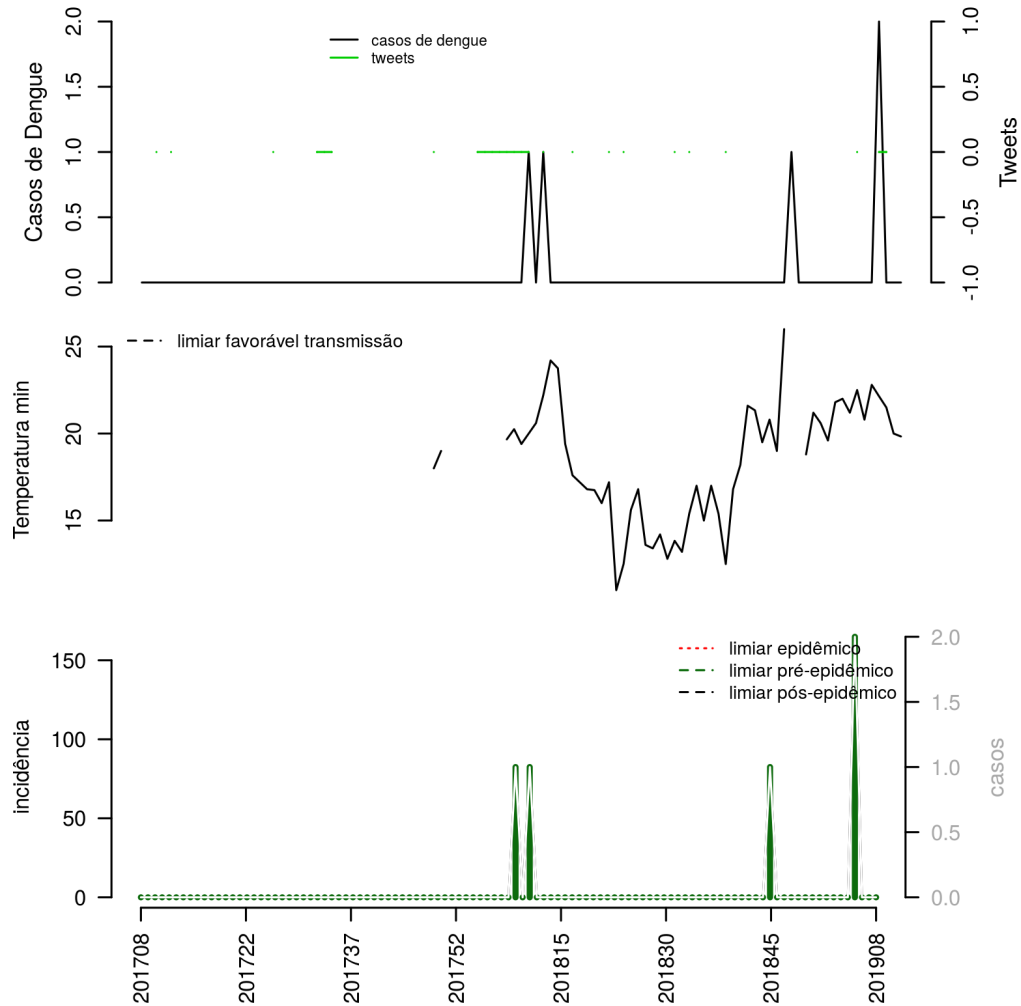 casos de dengue
tweets
Casos de Dengue
0.0
0.5
1.0
1.5
2.0
Tweets
-1.0
-0.5
0.0
0.5
1.0
limiar favorável transmissão
Temperatura min
15
20
25
limiar epidêmico
limiar pré-epidêmico
limiar pós-epidêmico
incidência
0
50
100
150
casos
0.0
0.5
1.0
1.5
2.0
201708
201722
201737
201752
201815
201830
201845
201908